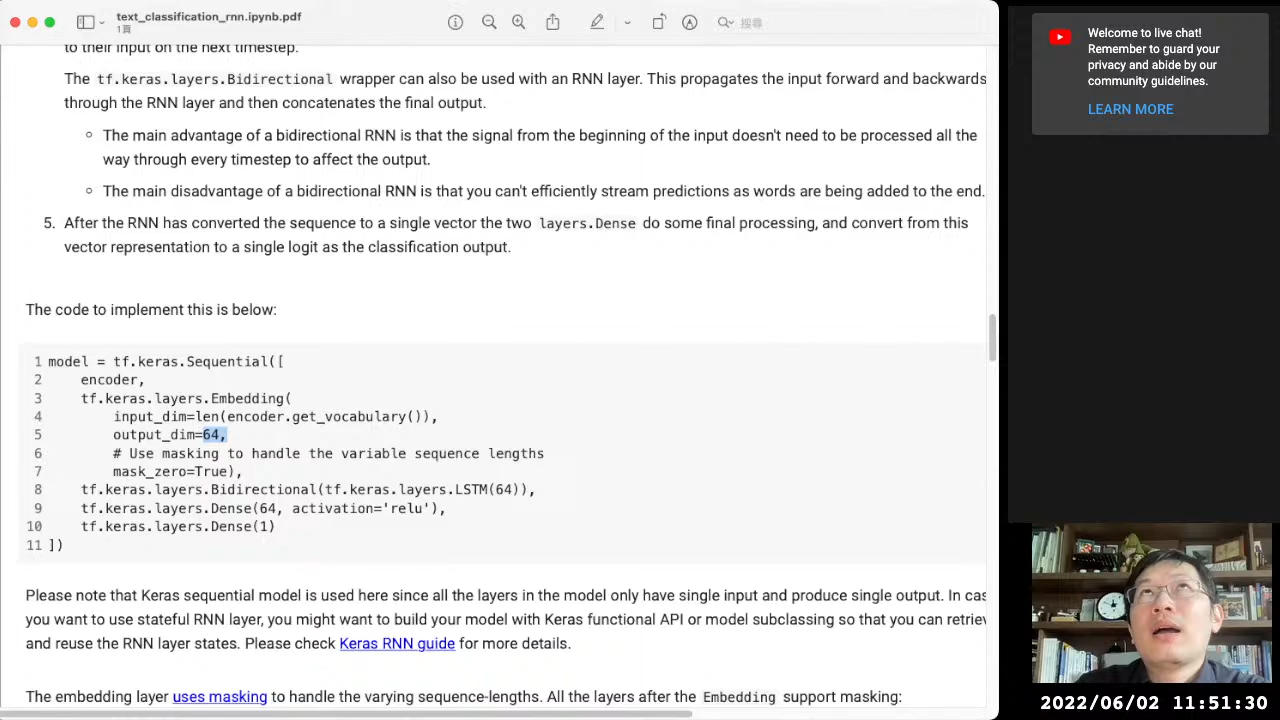 text_classification_rnn.ipynb.pdf
1頁
搜尋
to their input on the next timestep.
The tf.keras.layers.Bidirectional wrapper can also be used with an RNN layer. This propagates the input forward and backwards
through the RNN layer and then concatenates the final output.
The main advantage of a bidirectional RNN is that the signal from the beginning of the input doesn't need to be processed all the
way through every timestep to affect the output.
The main disadvantage of a bidirectional RNN is that you can't efficiently stream predictions as words are being added to the end.
5. After the RNN has converted the sequence to a single vector the two layers.Dense do some final processing, and convert from this
vector representation to a single logit as the classification output.
The code to implement this is below:
1 model = tf.keras.Sequential([
2 encoder,
3 tf.keras.layers.Embedding(
4 input_dim=len(encoder.get_vocabulary()),
5 output_dim=64,
6 # Use masking to handle the variable sequence lengths
7 mask_zero=True),
8 tf.keras.layers.Bidirectional(tf.keras.layers.LSTM(64)),
9 tf.keras.layers.Dense(64, activation='relu'),
10 tf.keras.layers.Dense(1)
11 ])
Please note that Keras sequential model is used here since all the layers in the model only have single input and produce single output. In cas
you want to use stateful RNN layer, you might want to build your model with Keras functional API or model subclassing so that you can retriev
and reuse the RNN layer states. Please check Keras RNN guide for more details.
The embedding layer uses masking to handle the varying sequence-lengths. All the layers after the Embedding support masking:
Welcome to live chat!
Remember to guard your
privacy and abide by our
community guidelines.
LEARN MORE
2022/06/02 11:51:30